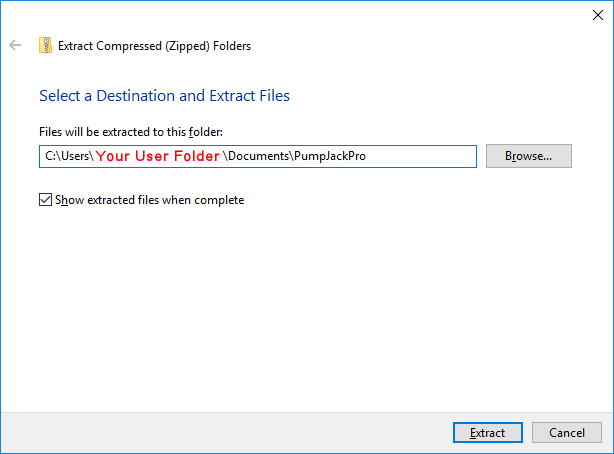 Extract Compressed (Zipped) Folders
Select a Destination and Extract Files
Files will be extracted to this folder:
C:\Users\Your User Folder\Documents\PumpJackPro
Browse...
Show extracted files when complete
Extract
Cancel